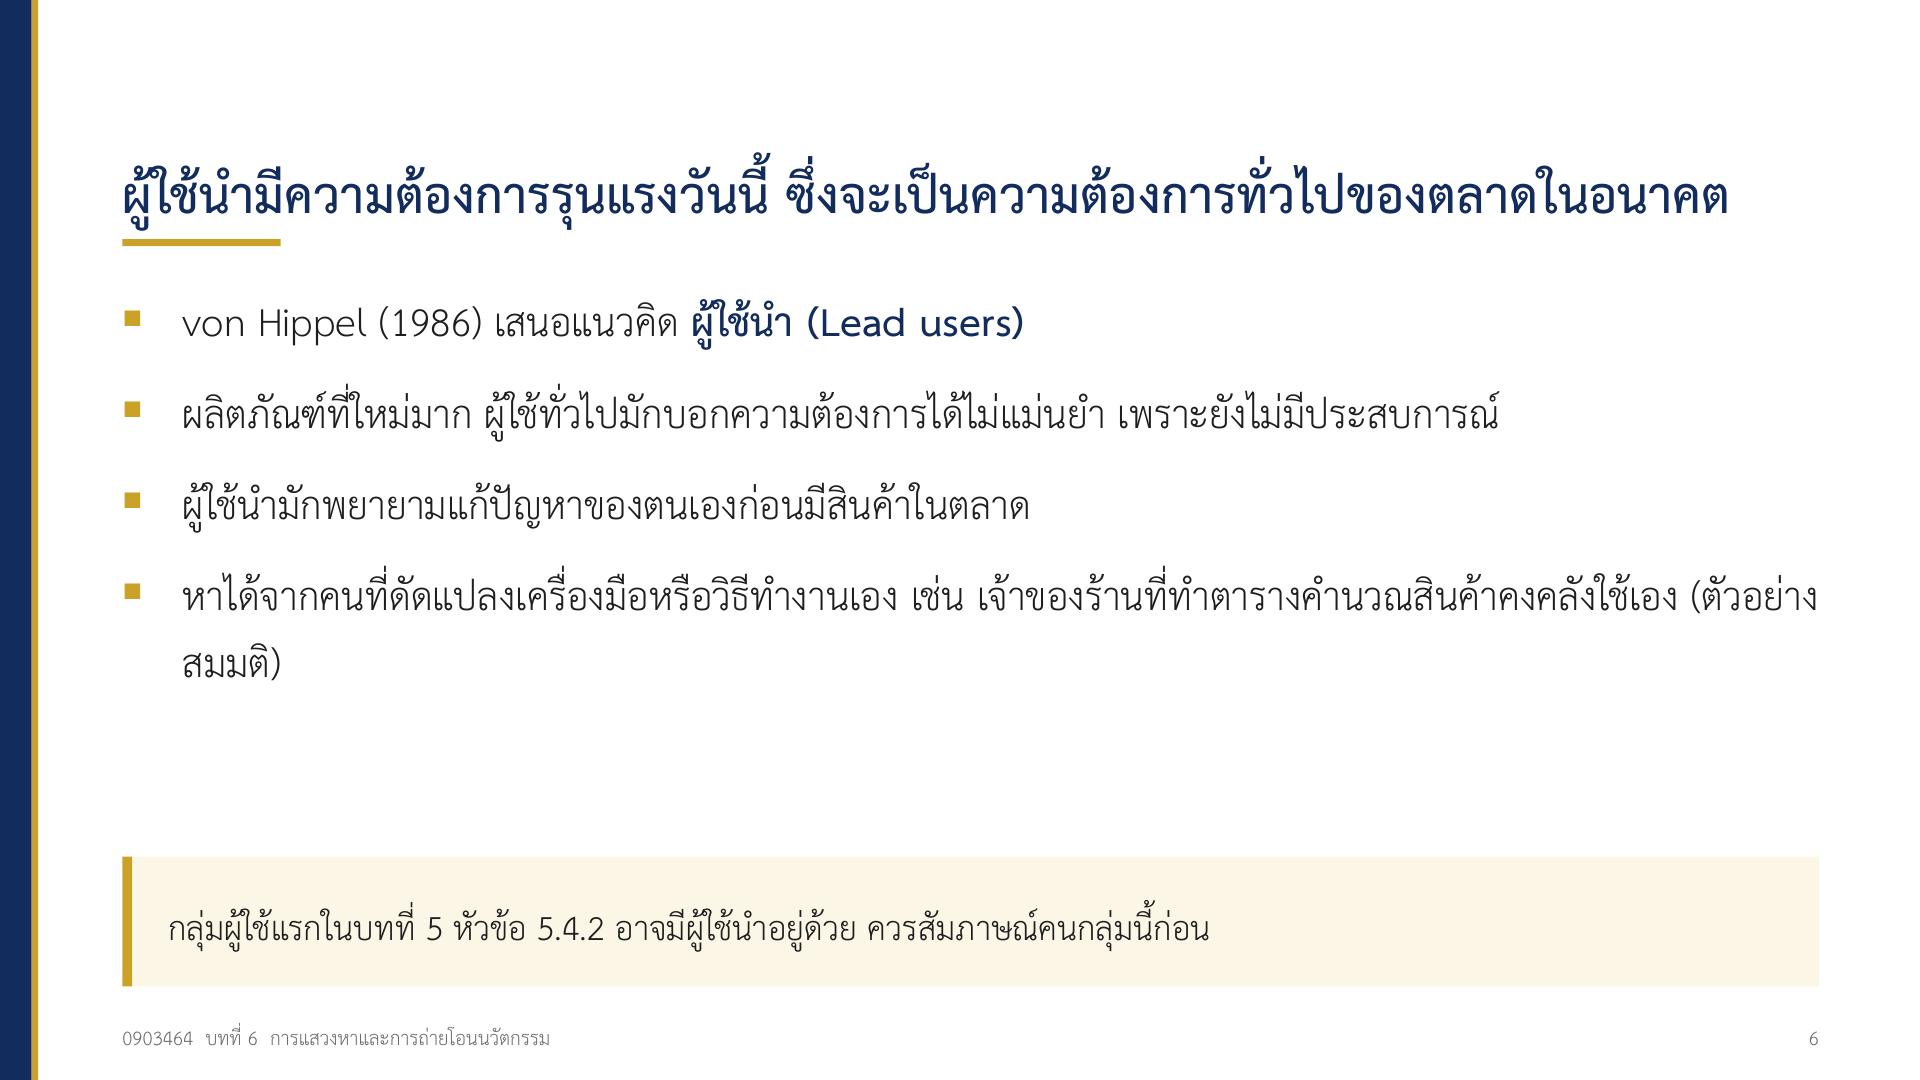 ผู้ใช้นำมีความต้องการรุนแรงวันนี้ ซึ่งจะเป็นความต้องการทั่วไปของตลาดในอนาคต
von Hippel (1986) เสนอแนวคิด ผู้ใช้นำ (Lead users)
ผลิตภัณฑ์ที่ใหม่มาก ผู้ใช้ทั่วไปมักบอกความต้องการได้ไม่แม่นยำ เพราะยังไม่มีประสบการณ์
ผู้ใช้นำมักพยายามแก้ปัญหาของตนเองก่อนมีสินค้าในตลาด
หาได้จากคนที่ดัดแปลงเครื่องมือหรือวิธีทำงานเอง เช่น เจ้าของร้านที่ทำตารางคำนวณสินค้าคงคลังใช้เอง (ตัวอย่าง
สมมติ)
กลุ่มผู้ใช้แรกในบทที่ 5 หัวข้อ 5.4.2 อาจมีผู้ใช้นำอยู่ด้วย ควรสัมภาษณ์คนกลุ่มนี้ก่อน
0903464 บทที่ 6 การแสวงหาและการถ่ายโอนนวัตกรรม
6